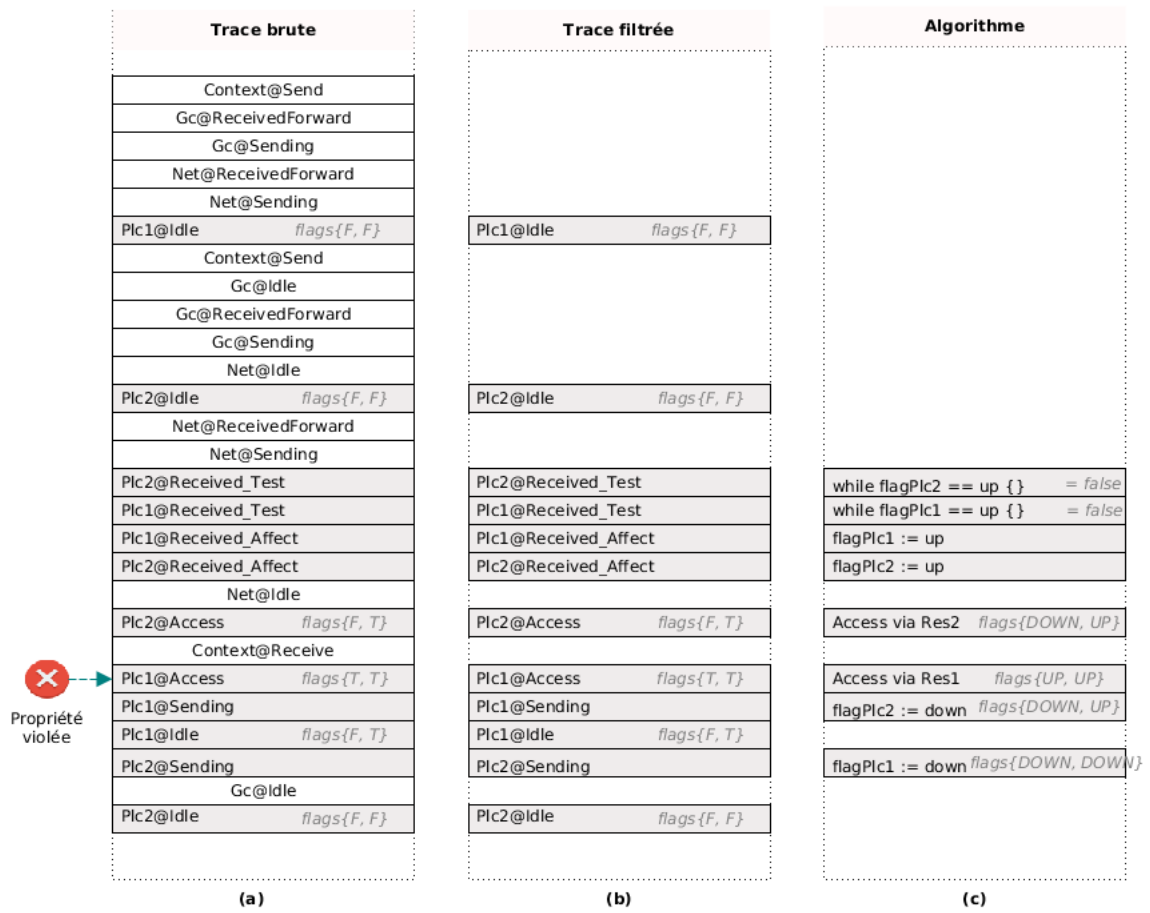 Trace brute
Context@Send
Gc@ReceivedForward
Gc@Sending
Net@ReceivedForward
Net@Sending
Plc1@Idle flags{F, F}
Context@Send
Gc@Idle
Gc@ReceivedForward
Gc@Sending
Net@Idle
Plc2@Idle flags{F, F}
Net@ReceivedForward
Net@Sending
Plc2@Received_Test
Plc1@Received_Test
Plc1@Received_Affect
Plc2@Received_Affect
Net@Idle
Plc2@Access flags{F, T}
Context@Receive
Plc1@Access flags{T, T}
Plc1@Sending
Plc1@Idle flags{F, T}
Plc2@Sending
Gc@Idle
Plc2@Idle flags{F, F}
Propriété
violée
(a)
Trace filtrée
Plc1@Idle flags{F, F}
Plc2@Idle flags{F, F}
Plc2@Received_Test
Plc1@Received_Test
Plc1@Received_Affect
Plc2@Received_Affect
Plc2@Access flags{F, T}
Plc1@Access flags{T, T}
Plc1@Sending
Plc1@Idle flags{F, T}
Plc2@Sending
Plc2@Idle flags{F, F}
(b)
Algorithme
while flagPlc2 == up {} = false
while flagPlc1 == up {} = false
flagPlc1 := up
flagPlc2 := up
Access via Res2 flags{DOWN, UP}
Access via Res1 flags{UP, UP}
flagPlc2 := down flags{DOWN, UP}
flagPlc1 := down flags{DOWN, DOWN}
(c)